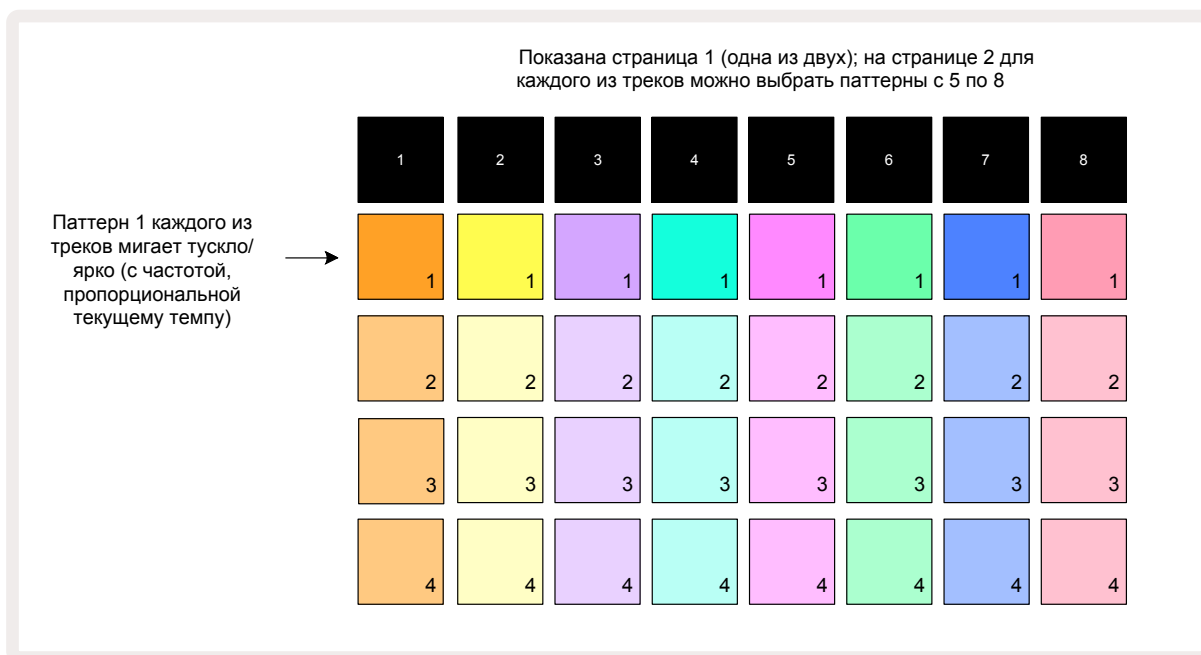 Показана страница 1 (одна из двух); на странице 2 для
каждого из треков можно выбрать паттерны с 5 по 8
1 2 3 4 5 6 7 8
Паттерн 1 каждого из
треков мигает тускло/
ярко (с частотой,
пропорциональной
текущему темпу)
1 1 1 1 1 1 1 1
2 2 2 2 2 2 2 2
3 3 3 3 3 3 3 3
4 4 4 4 4 4 4 4